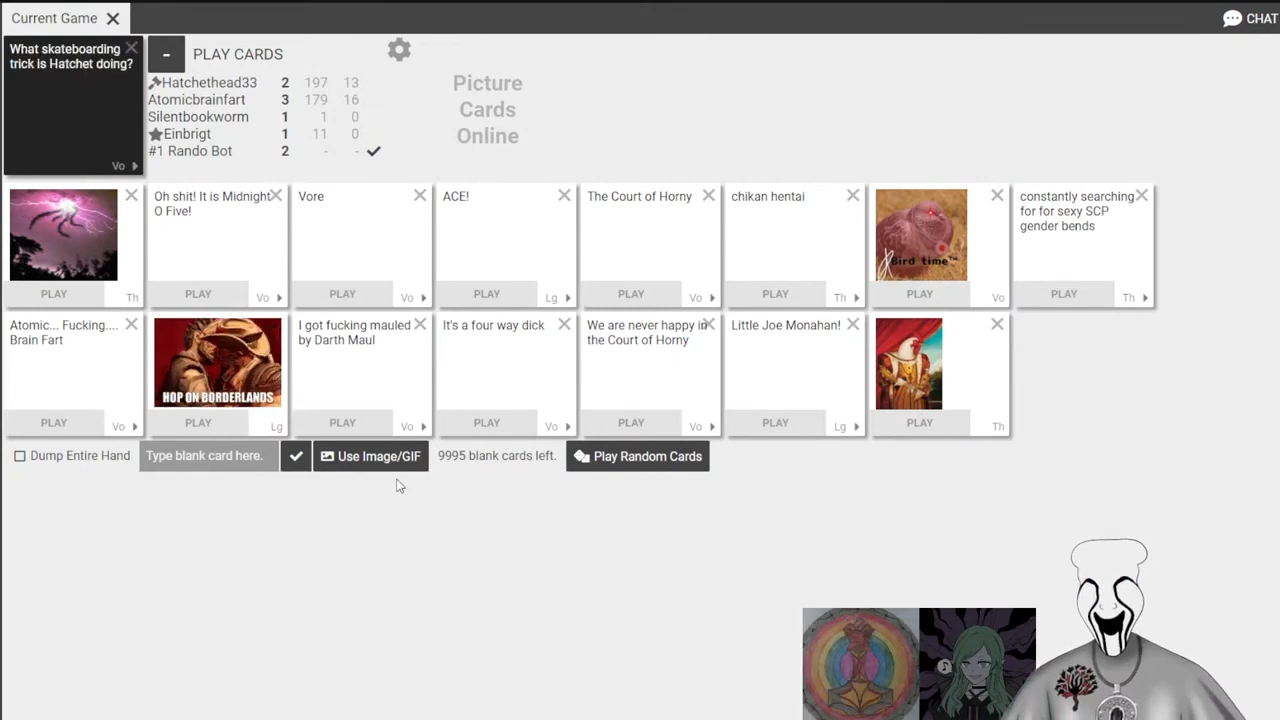 Current Game
CHAT
What skateboarding
trick is Hatchet doing?
Vo
-
PLAY CARDS
Hatchethead33 2 197 13
Atomicbrainfart 3 179 16
Silentbookworm 1 1 0
Einbrigt 1 11 0
#1 Rando Bot 2 - -
Picture
Cards
Online
PLAY Th
Oh shit! It is Midnight
O Five!
PLAY Vo
Vore
PLAY Vo
ACE!
PLAY Lg
The Court of Horny
PLAY Vo
chikan hentai
PLAY Th
Bird time™
PLAY Vo
constantly searching
for for sexy SCP
gender bends
PLAY Th
Atomic... Fucking....
Brain Fart
PLAY Vo
HOP ON BORDERLANDS
PLAY Lg
I got fucking mauled
by Darth Maul
PLAY Vo
It's a four way dick
PLAY Vo
We are never happy in
the Court of Horny
PLAY Vo
Little Joe Monahan!
PLAY Lg
PLAY Th
Dump Entire Hand
Type blank card here.
Use Image/GIF
9995 blank cards left.
Play Random Cards